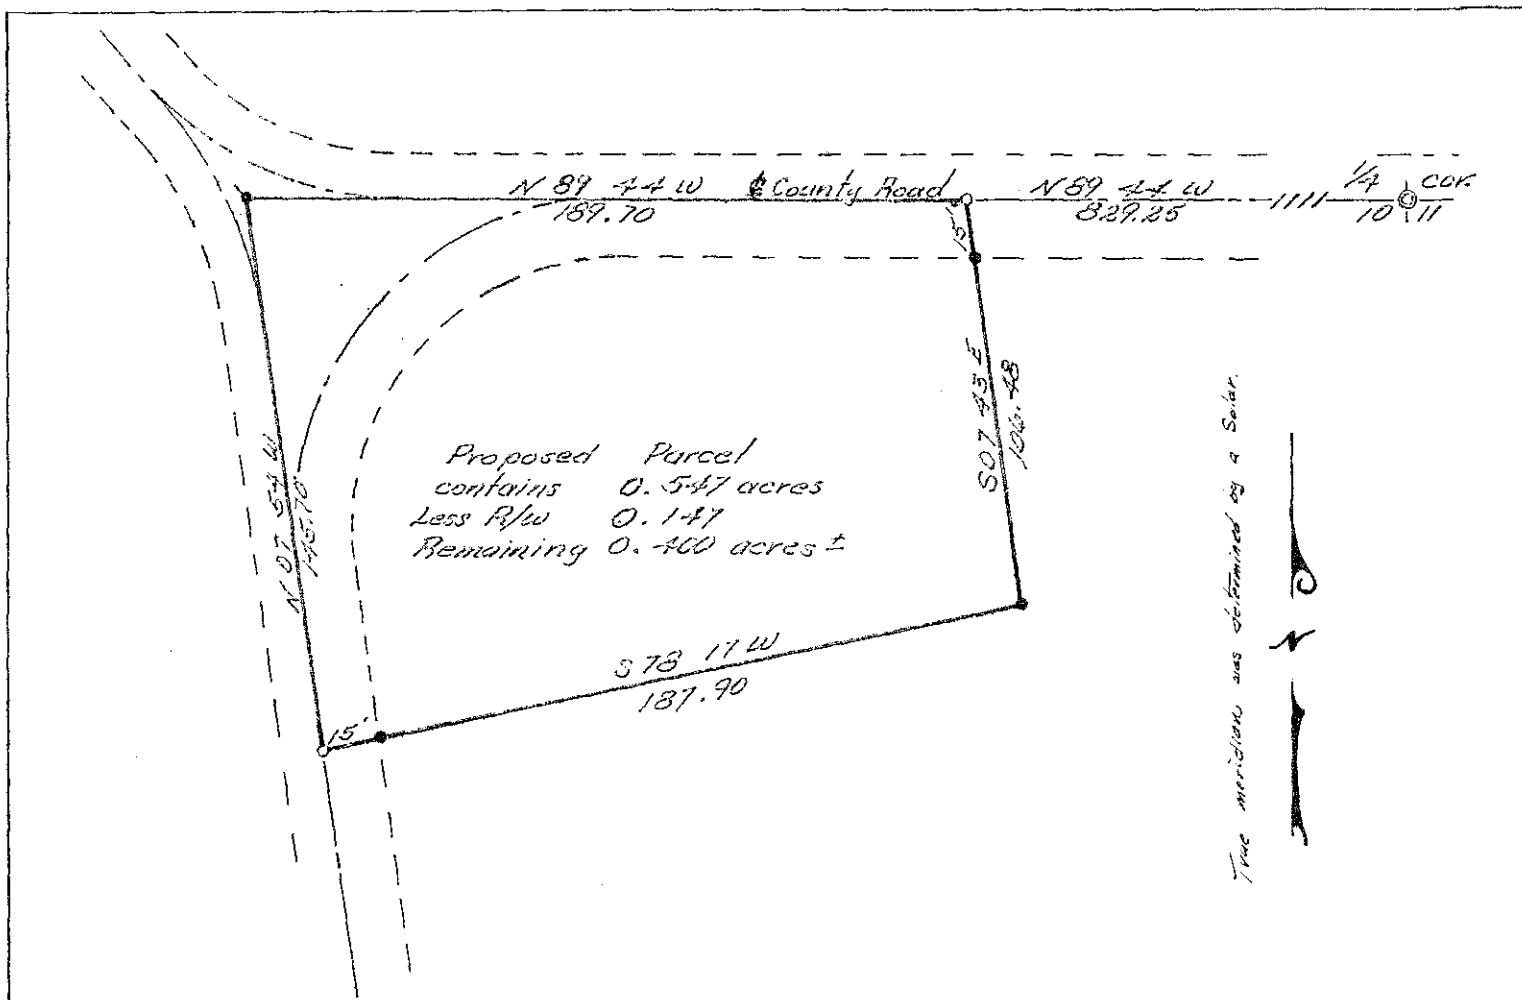 N 89 44 W ℄ County Road N 89 44 W 1/4 cor.
189.70 829.25 10 11
15'
S 07 43 E
106.48
Proposed Parcel
contains 0.547 acres
Less R/W 0.147
Remaining 0.400 acres ±
N 07 54 W
145.70
S 78 17 W
187.90
15'
True meridian was determined by a Solar.
N